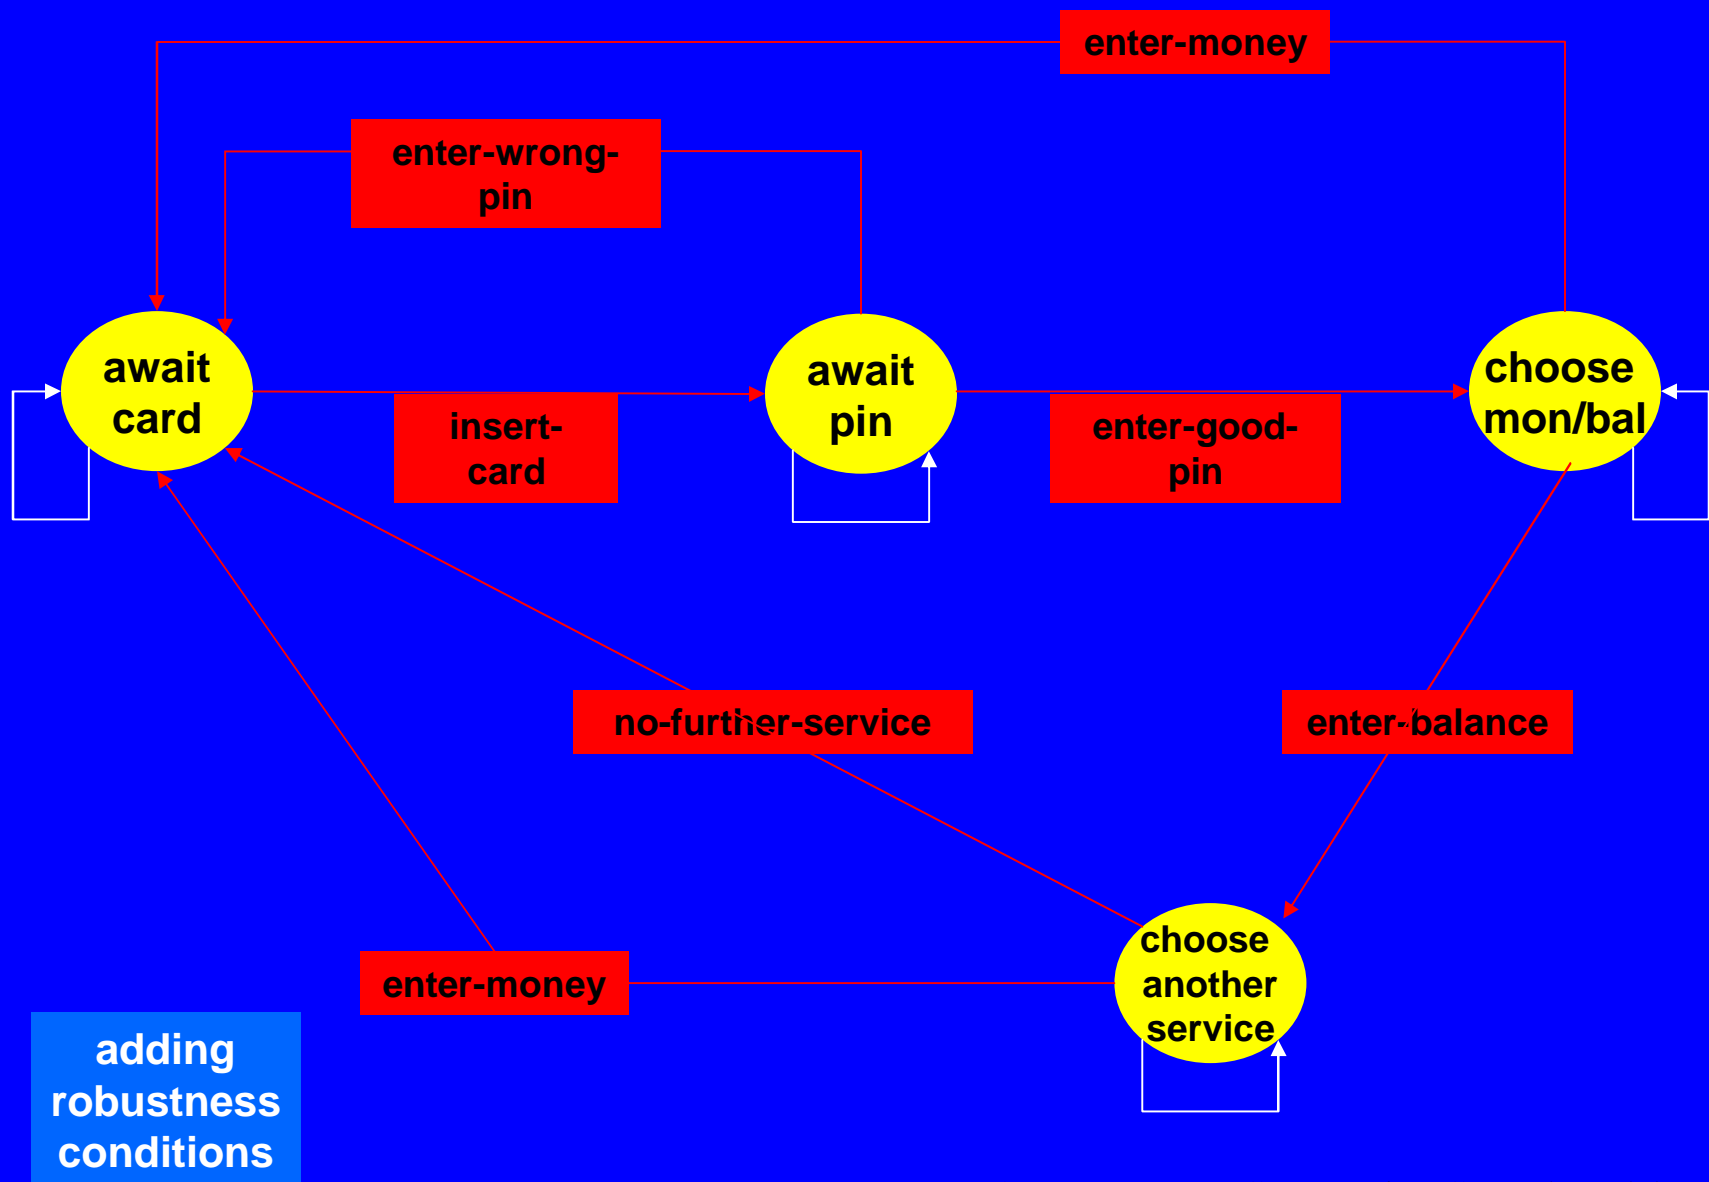 enter-money
enter-wrong-
pin
await
card
insert-
card
await
pin
enter-good-
pin
choose
mon/bal
no-further-service
enter-balance
enter-money
choose
another
service
adding
robustness
conditions